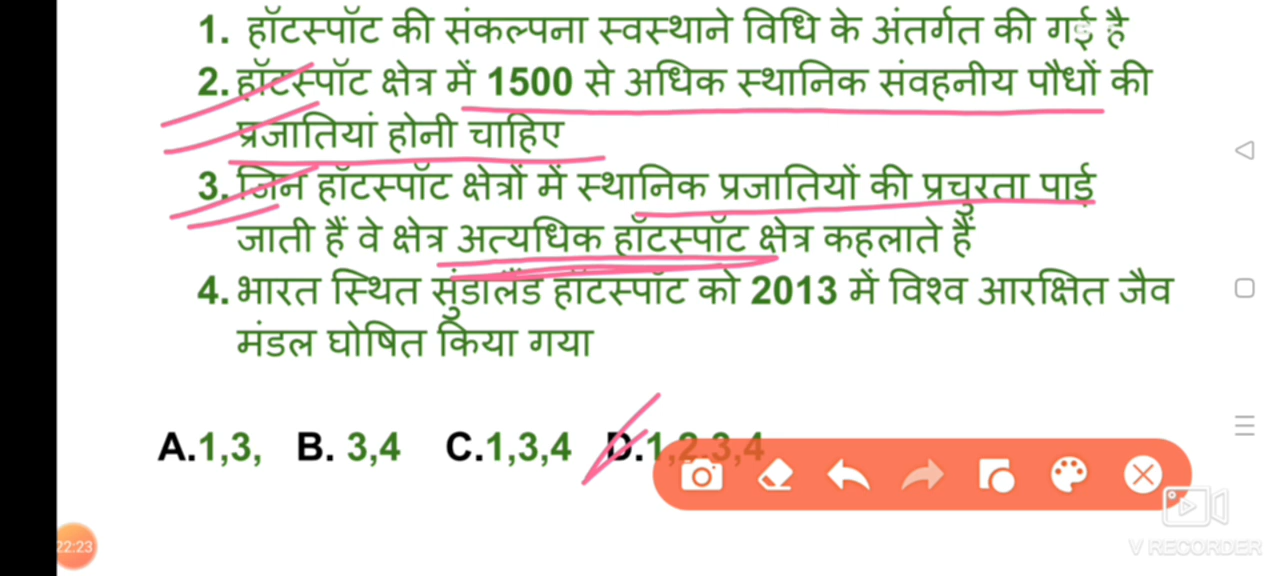 1. हॉटस्पॉट की संकल्पना स्वस्थाने विधि के अंतर्गत की गई है
2. हॉटस्पॉट क्षेत्र में 1500 से अधिक स्थानिक संवहनीय पौधों की
प्रजातियां होनी चाहिए
3. जिन हॉटस्पॉट क्षेत्रों में स्थानिक प्रजातियों की प्रचुरता पाई
जाती हैं वे क्षेत्र अत्यधिक हॉटस्पॉट क्षेत्र कहलाते हैं
4. भारत स्थित सुंडालैंड हॉटस्पॉट को 2013 में विश्व आरक्षित जैव
मंडल घोषित किया गया
A.1,3, B. 3,4 C.1,3,4 D.1,2,3,4
22:23
V RECORDER